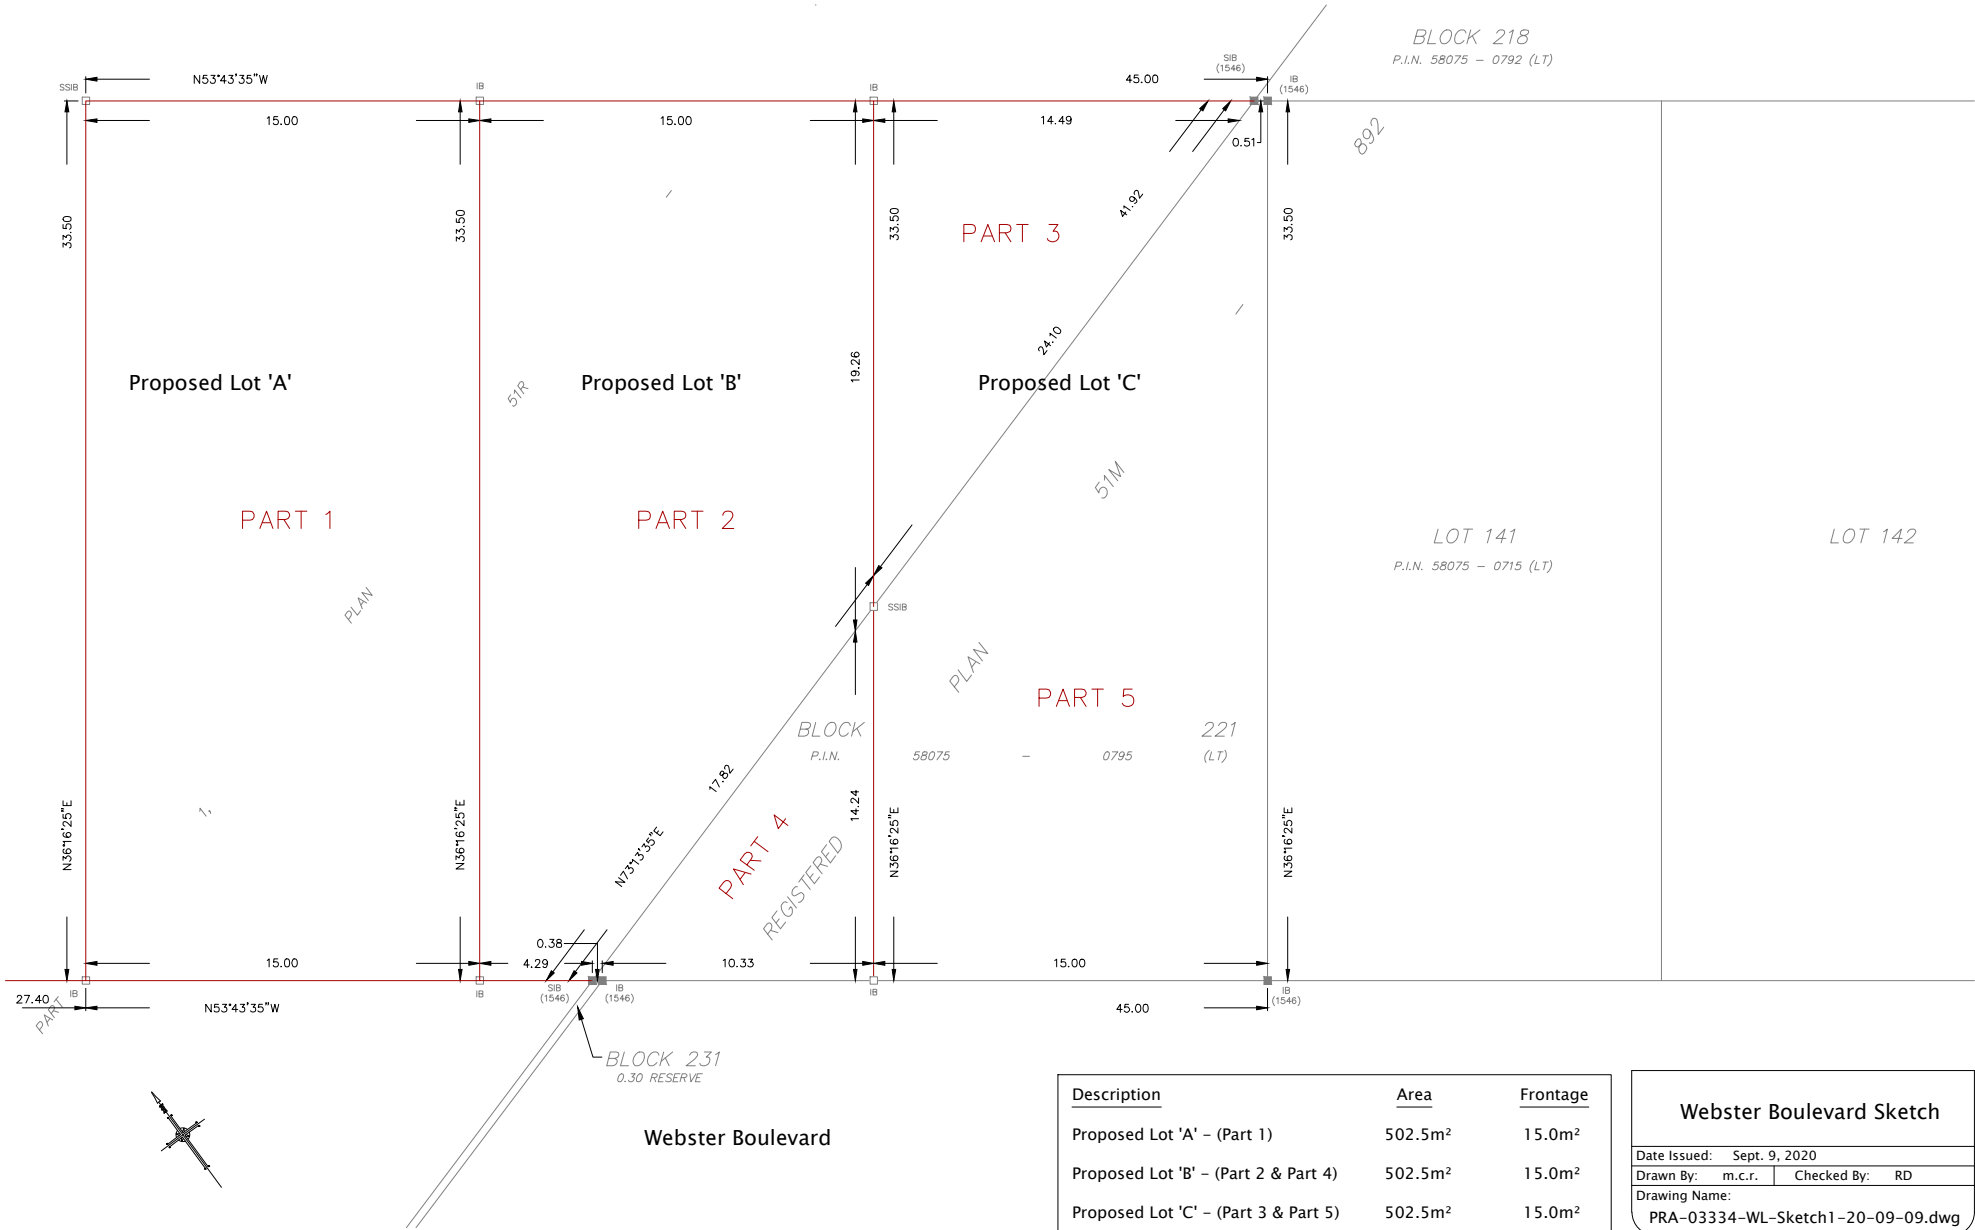 BLOCK 218
P.I.N. 58075 – 0792 (LT)
SIB
(1546)
45.00
IB
(1546)
N53°43'35"W
SSIB
IB
IB
15.00
15.00
14.49
0.51
892
33.50
33.50
33.50
33.50
41.92
PART 3
24.10
19.26
Proposed Lot 'A'
Proposed Lot 'B'
Proposed Lot 'C'
51R
51M
PART 1
PART 2
LOT 141
P.I.N. 58075 – 0715 (LT)
LOT 142
PLAN
SSIB
PLAN
PART 5
BLOCK
221
P.I.N.
58075
–
0795
(LT)
17.82
14.24
1,
N36°16'25"E
N36°16'25"E
N36°16'25"E
N36°16'25"E
N73°13'35"E
PART 4
REGISTERED
0.38
15.00
4.29
10.33
15.00
27.40
IB
PART
N53°43'35"W
IB
SIB
(1546)
IB
(1546)
IB
45.00
IB
(1546)
BLOCK 231
0.30 RESERVE
Webster Boulevard
Description Area Frontage
Proposed Lot 'A' – (Part 1) 502.5m² 15.0m²
Proposed Lot 'B' – (Part 2 & Part 4) 502.5m² 15.0m²
Proposed Lot 'C' – (Part 3 & Part 5) 502.5m² 15.0m²
Webster Boulevard Sketch
Date Issued: Sept. 9, 2020
Drawn By: m.c.r. Checked By: RD
Drawing Name:
PRA-03334-WL-Sketch1-20-09-09.dwg